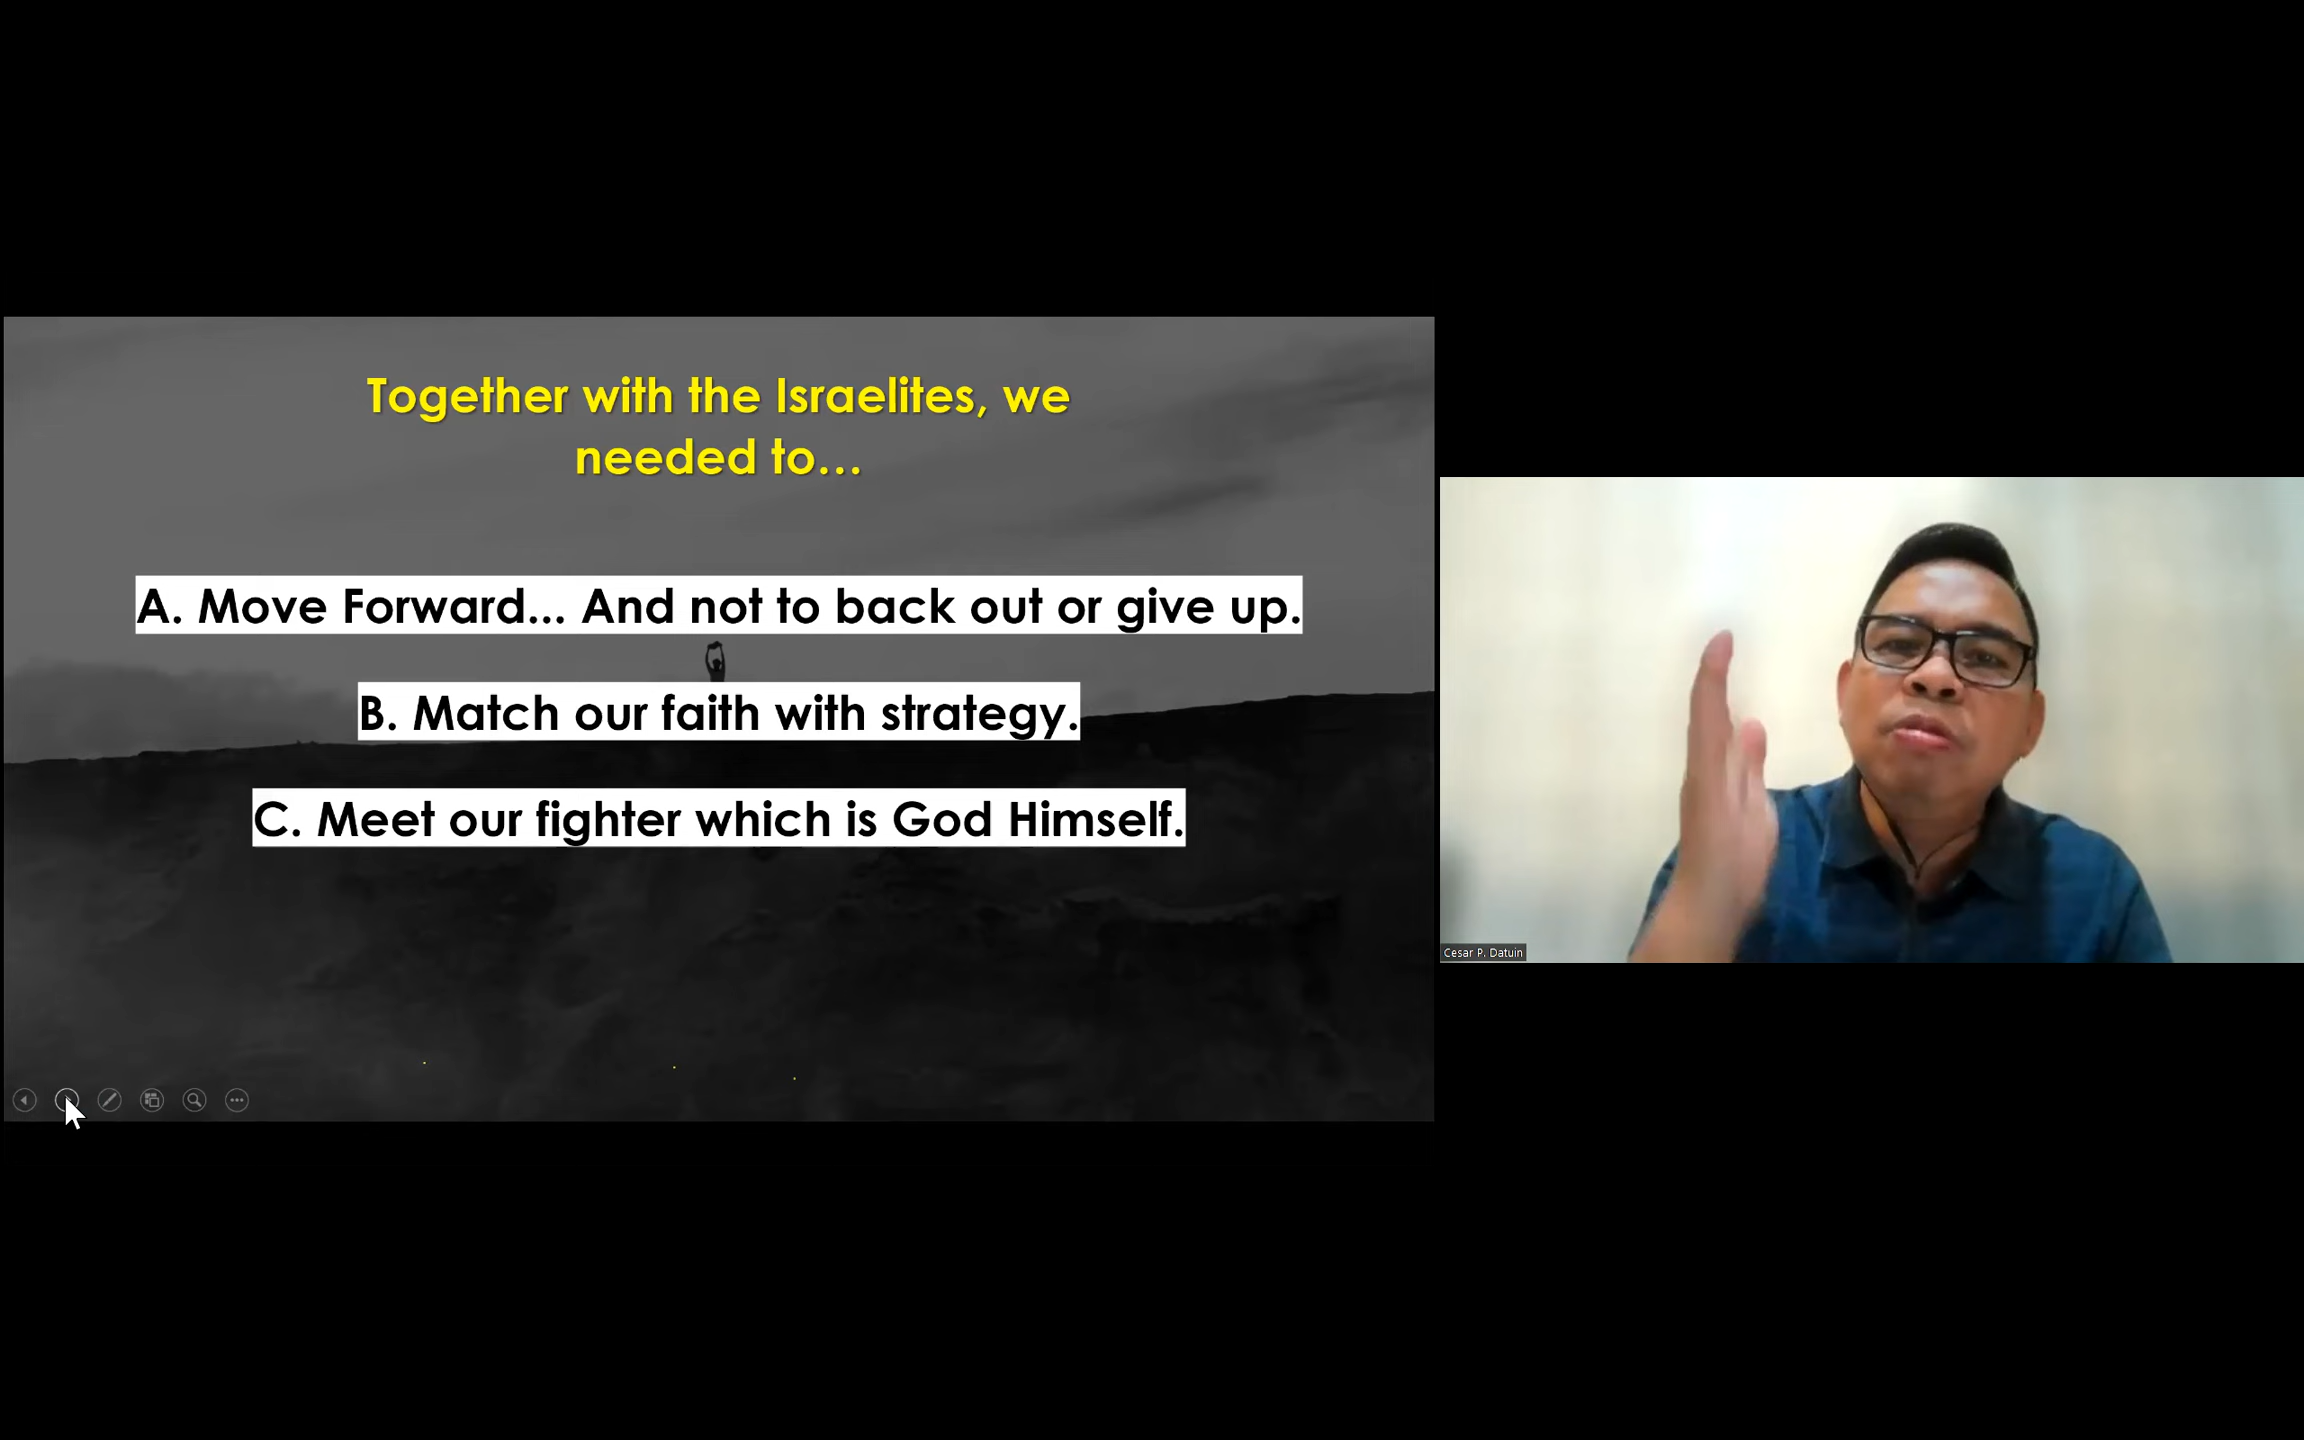 Together with the Israelites, we
needed to...
A. Move Forward... And not to back out or give up.
B. Match our faith with strategy.
C. Meet our fighter which is God Himself.
Cesar P. Datuin